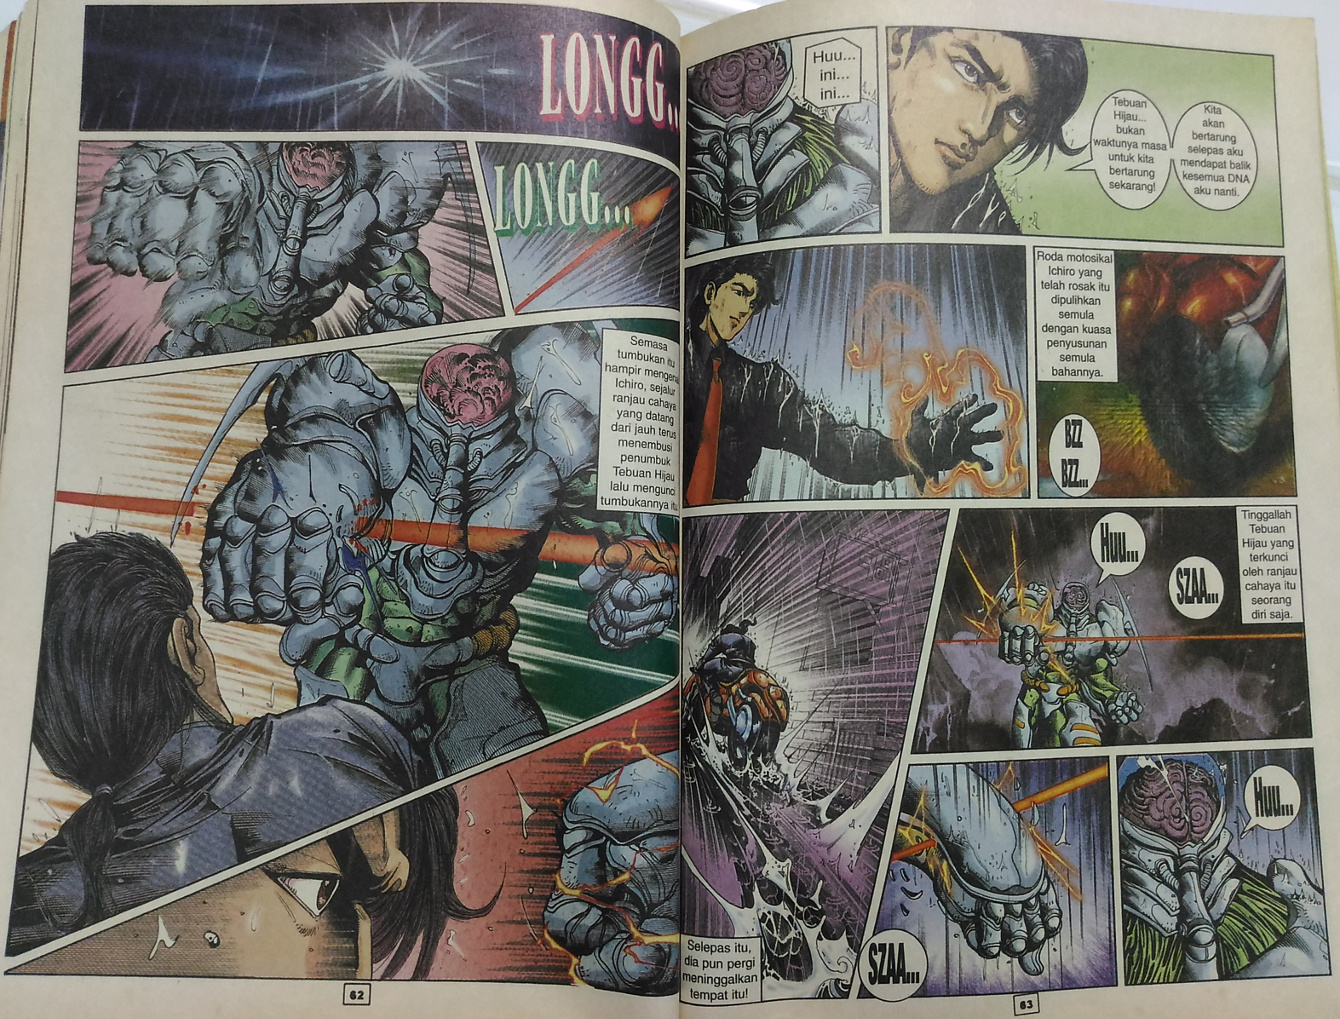 LONGG..
LONGG...
Semasa
tumbukan itu
hampir mengena
Ichiro, sejalur
ranjau cahaya
yang datang
dari jauh terus
menembusi
penumbuk
Tebuan Hijau
lalu mengunci
tumbukannya itu
62
Huu...
ini...
ini...
Tebuan
Hijau...
bukan
waktunya masa
untuk kita
bertarung
sekarang!
Kita
akan
bertarung
selepas aku
mendapat balik
kesemua DNA
aku nanti.
Roda motosikal
Ichiro yang
telah rosak itu
dipulihkan
semula
dengan kuasa
penyusunan
semula
bahannya.
BZZ
BZZ...
Selepas itu,
dia pun pergi
meninggalkan
tempat itu!
Huu...
SZAA...
Tinggallah
Tebuan
Hijau yang
terkunci
oleh ranjau
cahaya itu
seorang
diri saja.
SZAA...
Huu...
63